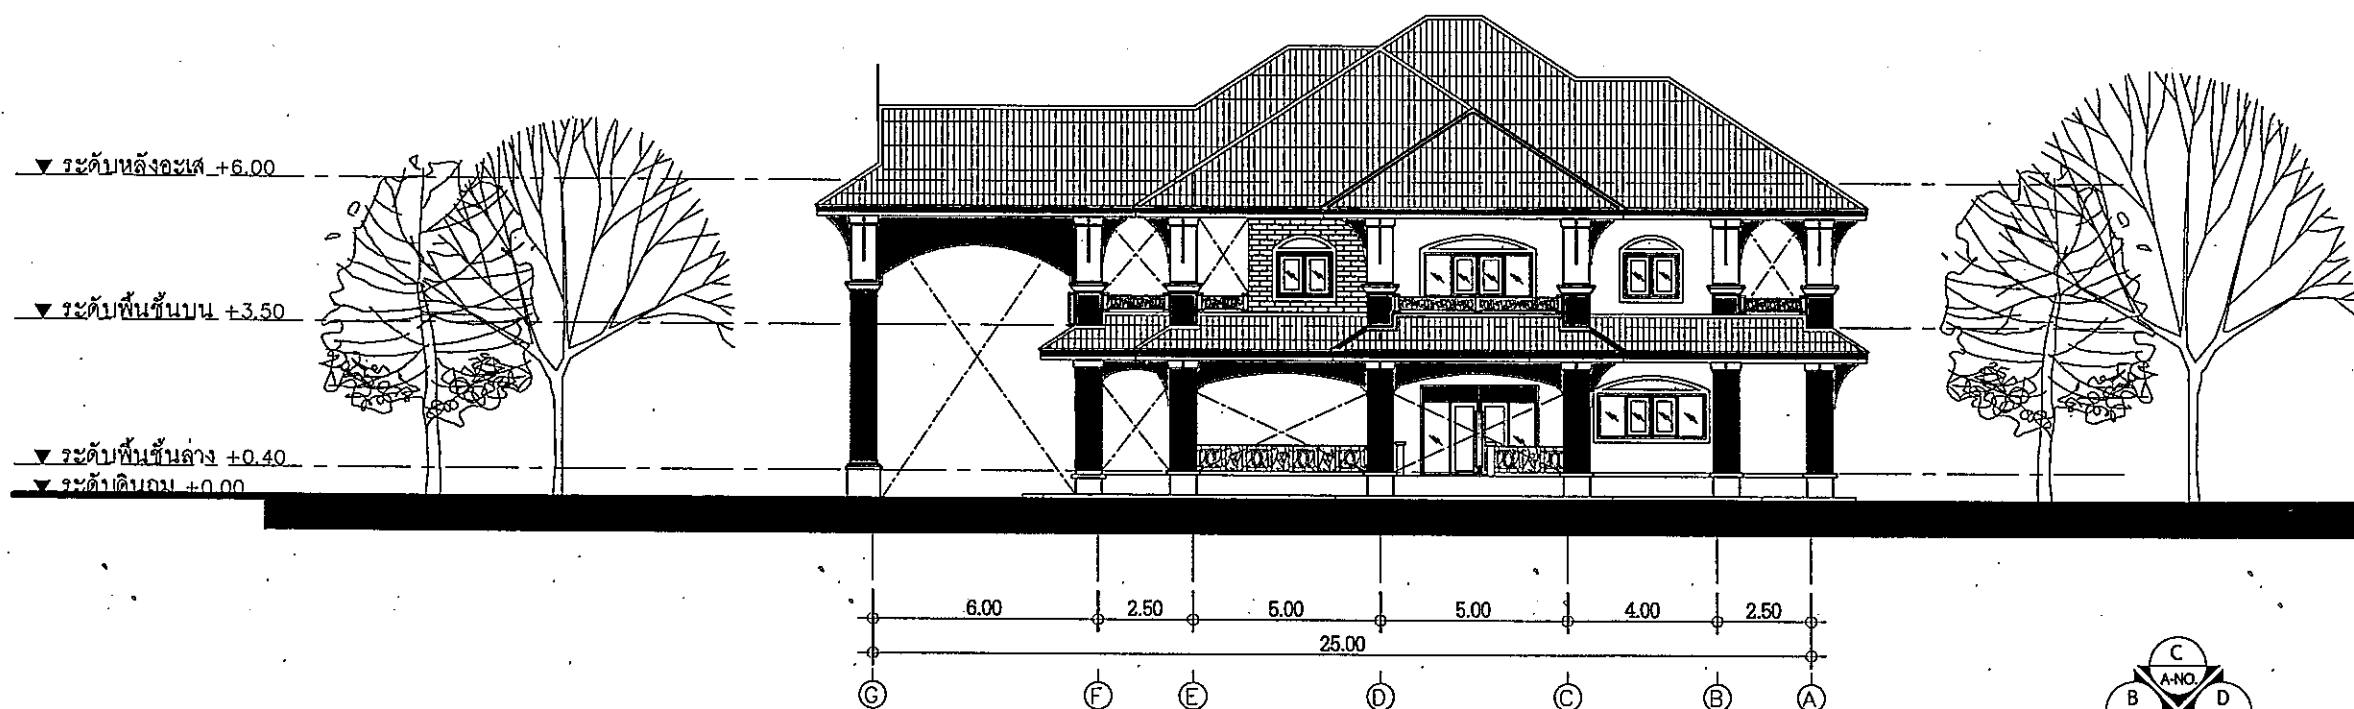 ▼ ระดับหลังอะเส +6.00
▼ ระดับพื้นชั้นบน +3.50
▼ ระดับพื้นชั้นล่าง +0.40
▼ ระดับดินถม +0.00
6.00 2.50 5.00 5.00 4.00 2.50
25.00
G F E D C B A
C
A-NO.
B D